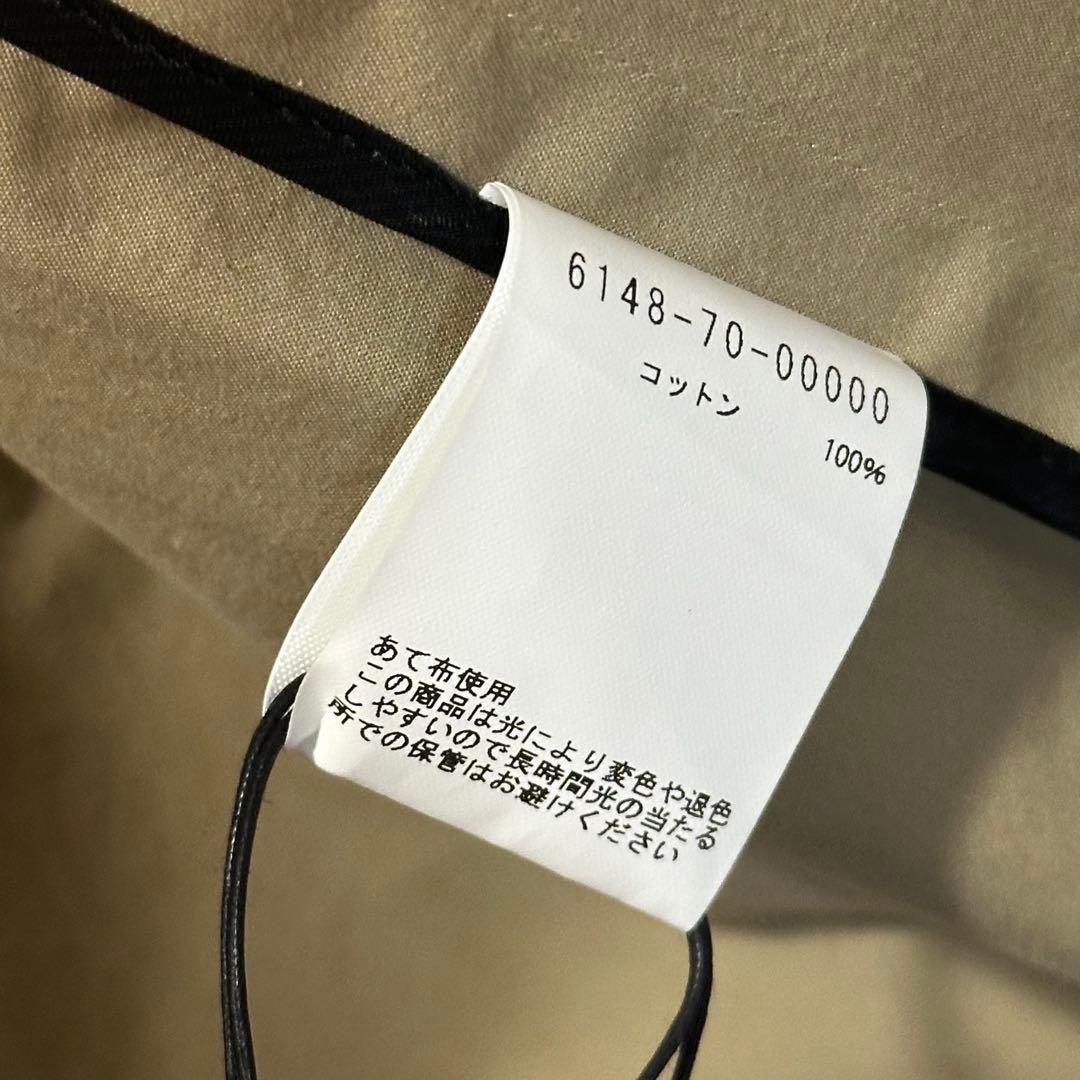 6148-70-00000
コットン
100%
あて布使用
この商品は光により変色や退色
しやすいので長時間光の当たる
所での保管はお避けください